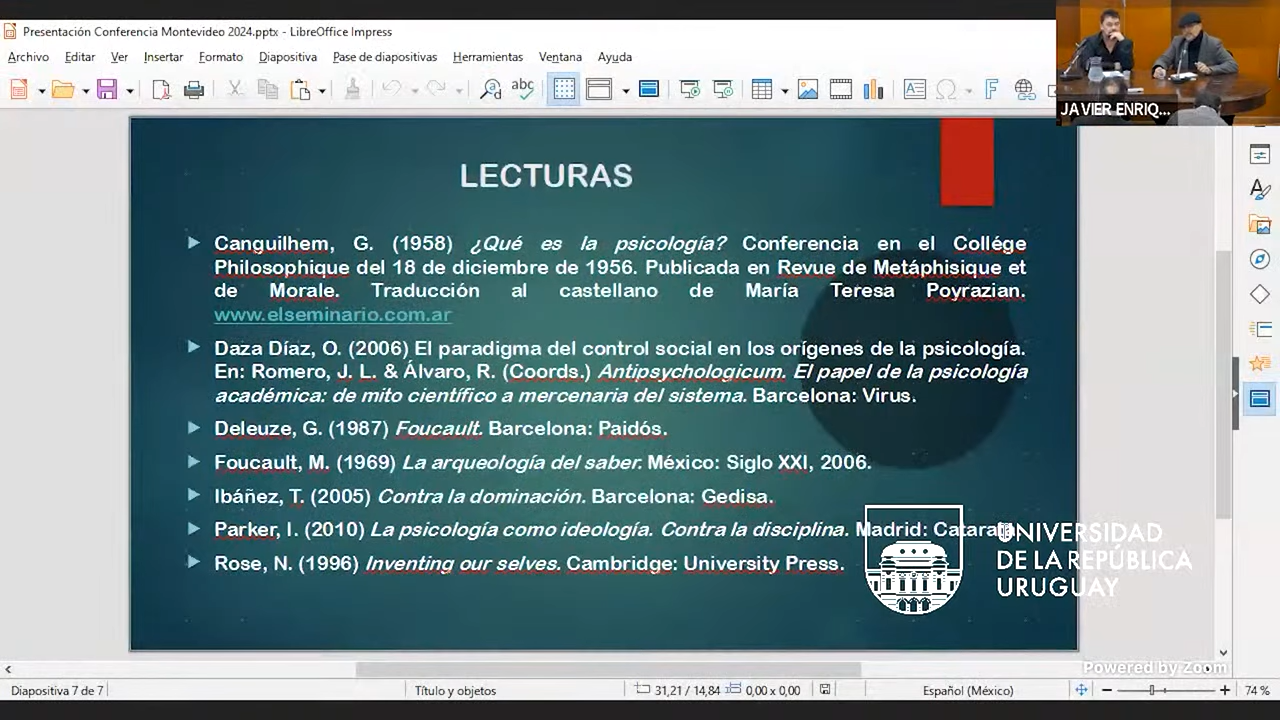 Presentación Conferencia Montevideo 2024.pptx - LibreOffice Impress
Archivo Editar Ver Insertar Formato Diapositiva Pase de diapositivas Herramientas Ventana Ayuda
abc
JAVIER ENRIQ...
LECTURAS
Canguilhem, G. (1958) ¿Qué es la psicología? Conferencia en el Collége
Philosophique del 18 de diciembre de 1956. Publicada en Revue de Metáphisique et
de Morale. Traducción al castellano de María Teresa Poyrazian.
www.elseminario.com.ar
Daza Díaz, O. (2006) El paradigma del control social en los orígenes de la psicología.
En: Romero, J. L. & Álvaro, R. (Coords.) Antipsychologicum. El papel de la psicología
académica: de mito científico a mercenaria del sistema. Barcelona: Virus.
Deleuze, G. (1987) Foucault. Barcelona: Paidós.
Foucault, M. (1969) La arqueología del saber. México: Siglo XXI, 2006.
Ibáñez, T. (2005) Contra la dominación. Barcelona: Gedisa.
Parker, I. (2010) La psicología como ideología. Contra la disciplina. Madrid:
Rose, N. (1996) Inventing our selves. Cambridge: University Press.
UNIVERSIDAD
DE LA REPÚBLICA
URUGUAY
Powered by Zoom
Diapositiva 7 de 7 Título y objetos 31,21 / 14,84 0,00 x 0,00 Español (México) 74 %